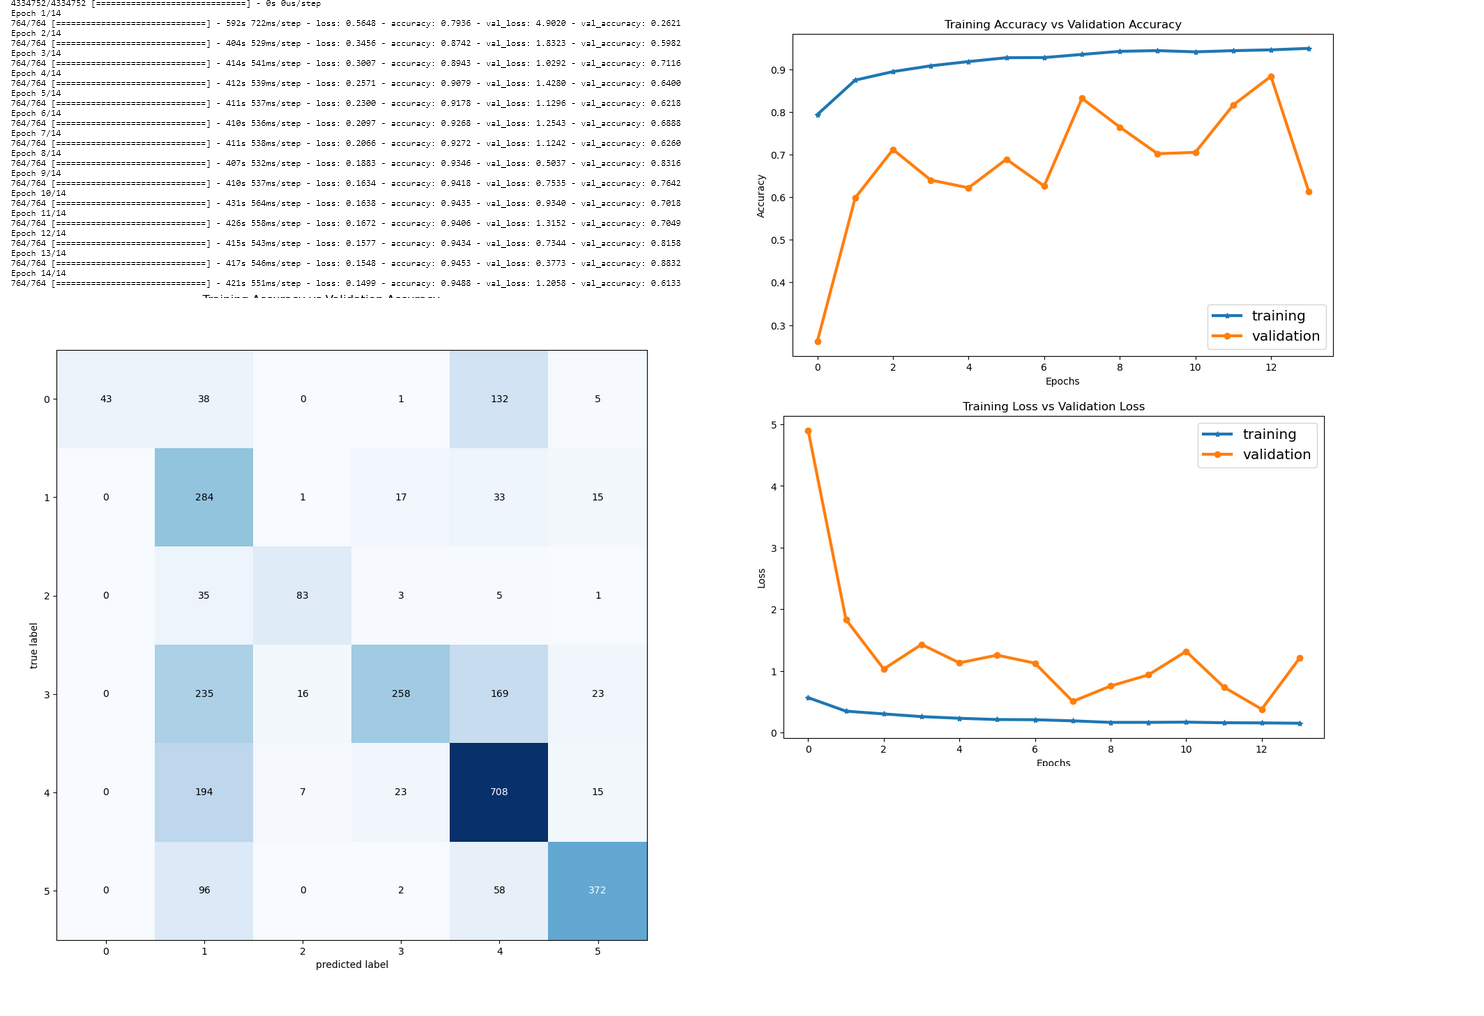 4334752/4334752 [==============================] - 0s 0us/step
Epoch 1/14
764/764 [==============================] - 592s 722ms/step - loss: 0.5648 - accuracy: 0.7936 - val_loss: 4.9020 - val_accuracy: 0.2621
Epoch 2/14
764/764 [==============================] - 404s 529ms/step - loss: 0.3456 - accuracy: 0.8742 - val_loss: 1.8323 - val_accuracy: 0.5982
Epoch 3/14
764/764 [==============================] - 414s 541ms/step - loss: 0.3007 - accuracy: 0.8943 - val_loss: 1.0292 - val_accuracy: 0.7116
Epoch 4/14
764/764 [==============================] - 412s 539ms/step - loss: 0.2571 - accuracy: 0.9079 - val_loss: 1.4280 - val_accuracy: 0.6400
Epoch 5/14
764/764 [==============================] - 411s 537ms/step - loss: 0.2300 - accuracy: 0.9178 - val_loss: 1.1296 - val_accuracy: 0.6218
Epoch 6/14
764/764 [==============================] - 410s 536ms/step - loss: 0.2097 - accuracy: 0.9268 - val_loss: 1.2543 - val_accuracy: 0.6888
Epoch 7/14
764/764 [==============================] - 411s 538ms/step - loss: 0.2066 - accuracy: 0.9272 - val_loss: 1.1242 - val_accuracy: 0.6260
Epoch 8/14
764/764 [==============================] - 407s 532ms/step - loss: 0.1883 - accuracy: 0.9346 - val_loss: 0.5037 - val_accuracy: 0.8316
Epoch 9/14
764/764 [==============================] - 410s 537ms/step - loss: 0.1634 - accuracy: 0.9418 - val_loss: 0.7535 - val_accuracy: 0.7642
Epoch 10/14
764/764 [==============================] - 431s 564ms/step - loss: 0.1638 - accuracy: 0.9435 - val_loss: 0.9340 - val_accuracy: 0.7018
Epoch 11/14
764/764 [==============================] - 426s 558ms/step - loss: 0.1672 - accuracy: 0.9406 - val_loss: 1.3152 - val_accuracy: 0.7049
Epoch 12/14
764/764 [==============================] - 415s 543ms/step - loss: 0.1577 - accuracy: 0.9434 - val_loss: 0.7344 - val_accuracy: 0.8158
Epoch 13/14
764/764 [==============================] - 417s 546ms/step - loss: 0.1548 - accuracy: 0.9453 - val_loss: 0.3773 - val_accuracy: 0.8832
Epoch 14/14
764/764 [==============================] - 421s 551ms/step - loss: 0.1499 - accuracy: 0.9488 - val_loss: 1.2058 - val_accuracy: 0.6133
Training Accuracy vs Validation Accuracy
Training Accuracy vs Validation Accuracy
Accuracy
0.9
0.8
0.7
0.6
0.5
0.4
0.3
training
validation
0 2 4 6 8 10 12
Epochs
Training Loss vs Validation Loss
Loss
5
4
3
2
1
0
training
validation
0 2 4 6 8 10 12
Epochs
true label
0 43 38 0 1 132 5
1 0 284 1 17 33 15
2 0 35 83 3 5 1
3 0 235 16 258 169 23
4 0 194 7 23 708 15
5 0 96 0 2 58 372
0 1 2 3 4 5
predicted label